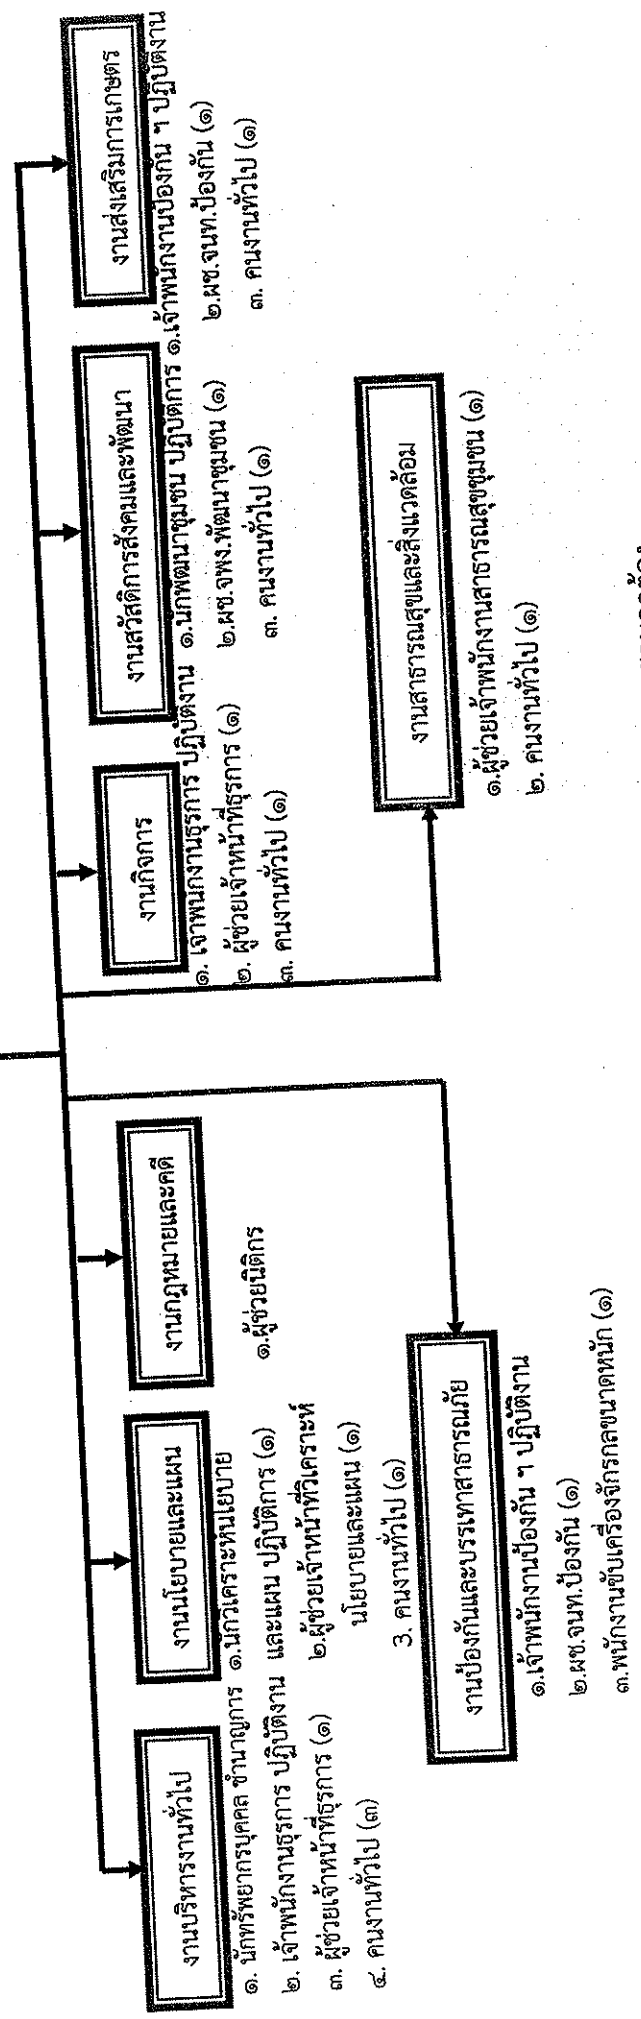 งานบริหารงานทั่วไป
๑. นักทรัพยากรบุคคล ชำนาญการ
๒. เจ้าพนักงานธุรการ ปฏิบัติงาน
๓. ผู้ช่วยเจ้าหน้าที่ธุรการ (๑)
๔. คนงานทั่วไป (๓)
งานนโยบายและแผน
๑.นักวิเคราะห์นโยบาย
และแผน ปฏิบัติการ (๑)
๒.ผู้ช่วยเจ้าหน้าที่วิเคราะห์
นโยบายและแผน (๑)
3. คนงานทั่วไป (๑)
งานกฎหมายและคดี
๑.ผู้ช่วยนิติกร
งานกิจการ
๑. เจ้าพนักงานธุรการ ปฏิบัติงาน
๒. ผู้ช่วยเจ้าหน้าที่ธุรการ (๑)
๓. คนงานทั่วไป (๑)
งานสวัสดิการสังคมและพัฒนา
๑.นักพัฒนาชุมชน ปฏิบัติการ
๒.ผช.จพง.พัฒนาชุมชน (๑)
๓. คนงานทั่วไป (๑)
งานส่งเสริมการเกษตร
๑.เจ้าพนักงานป้องกัน ฯ ปฏิบัติงาน
๒.ผช.จนท.ป้องกัน (๑)
๓. คนงานทั่วไป (๑)
งานป้องกันและบรรเทาสาธารณภัย
๑.เจ้าพนักงานป้องกัน ฯ ปฏิบัติงาน
๒.ผช.จนท.ป้องกัน (๑)
๓.พนักงานขับเครื่องจักรกลขนาดหนัก (๑)
งานสาธารณสุขและสิ่งแวดล้อม
๑.ผู้ช่วยเจ้าพนักงานสาธารณสุขชุมชน (๑)
๒. คนงานทั่วไป (๑)